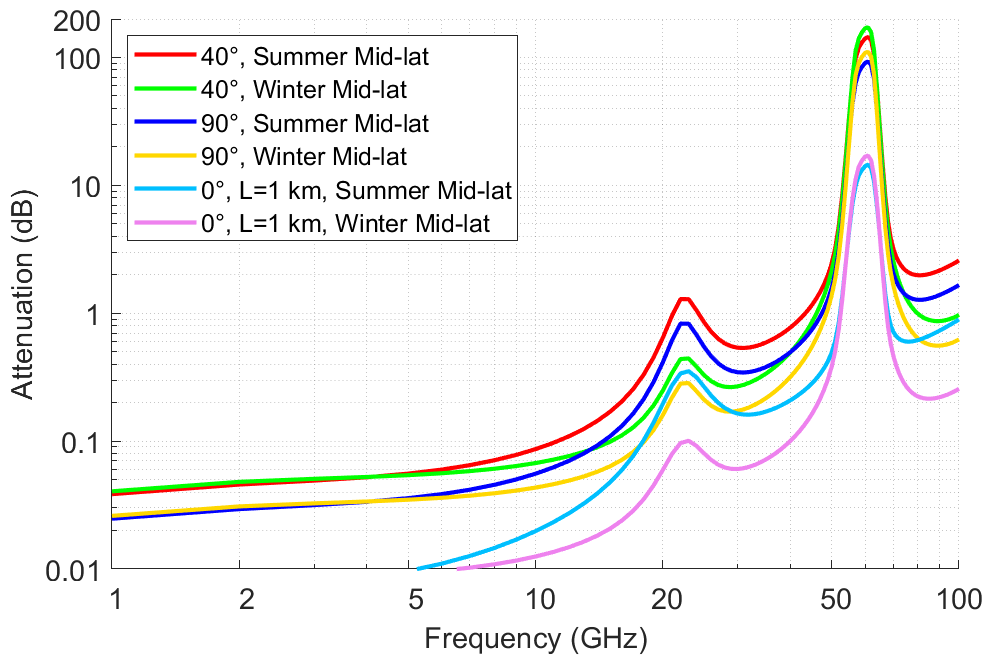 200
100
10
1
0.1
0.01
Attenuation (dB)
40°, Summer Mid-lat
40°, Winter Mid-lat
90°, Summer Mid-lat
90°, Winter Mid-lat
0°, L=1 km, Summer Mid-lat
0°, L=1 km, Winter Mid-lat
1 2 5 10 20 50 100
Frequency (GHz)